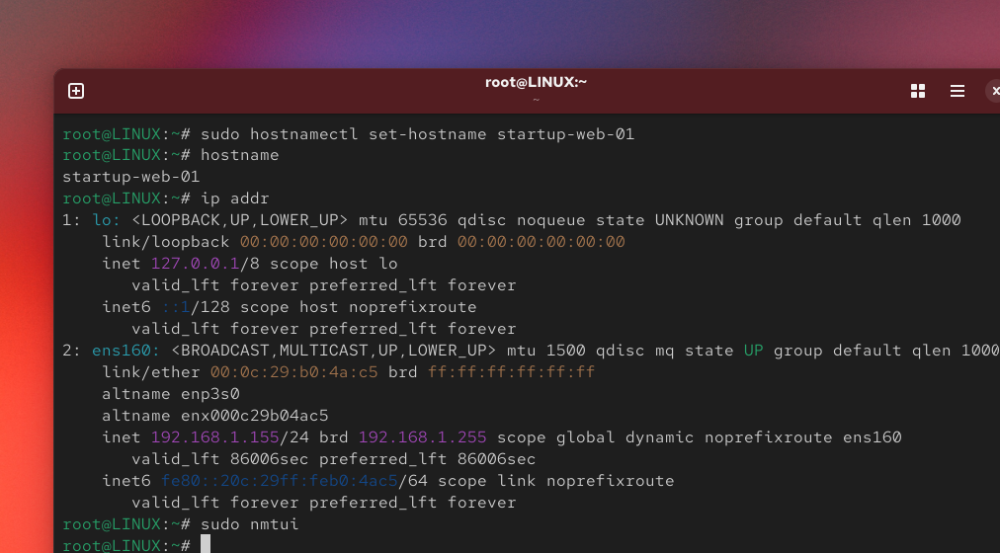 root@LINUX:~
~
root@LINUX:~# sudo hostnamectl set-hostname startup-web-01
root@LINUX:~# hostname
startup-web-01
root@LINUX:~# ip addr
1: lo: <LOOPBACK,UP,LOWER_UP> mtu 65536 qdisc noqueue state UNKNOWN group default qlen 1000
    link/loopback 00:00:00:00:00:00 brd 00:00:00:00:00:00
    inet 127.0.0.1/8 scope host lo
       valid_lft forever preferred_lft forever
    inet6 ::1/128 scope host noprefixroute
       valid_lft forever preferred_lft forever
2: ens160: <BROADCAST,MULTICAST,UP,LOWER_UP> mtu 1500 qdisc mq state UP group default qlen 1000
    link/ether 00:0c:29:b0:4a:c5 brd ff:ff:ff:ff:ff:ff
    altname enp3s0
    altname enx000c29b04ac5
    inet 192.168.1.155/24 brd 192.168.1.255 scope global dynamic noprefixroute ens160
       valid_lft 86006sec preferred_lft 86006sec
    inet6 fe80::20c:29ff:feb0:4ac5/64 scope link noprefixroute
       valid_lft forever preferred_lft forever
root@LINUX:~# sudo nmtui
root@LINUX:~#